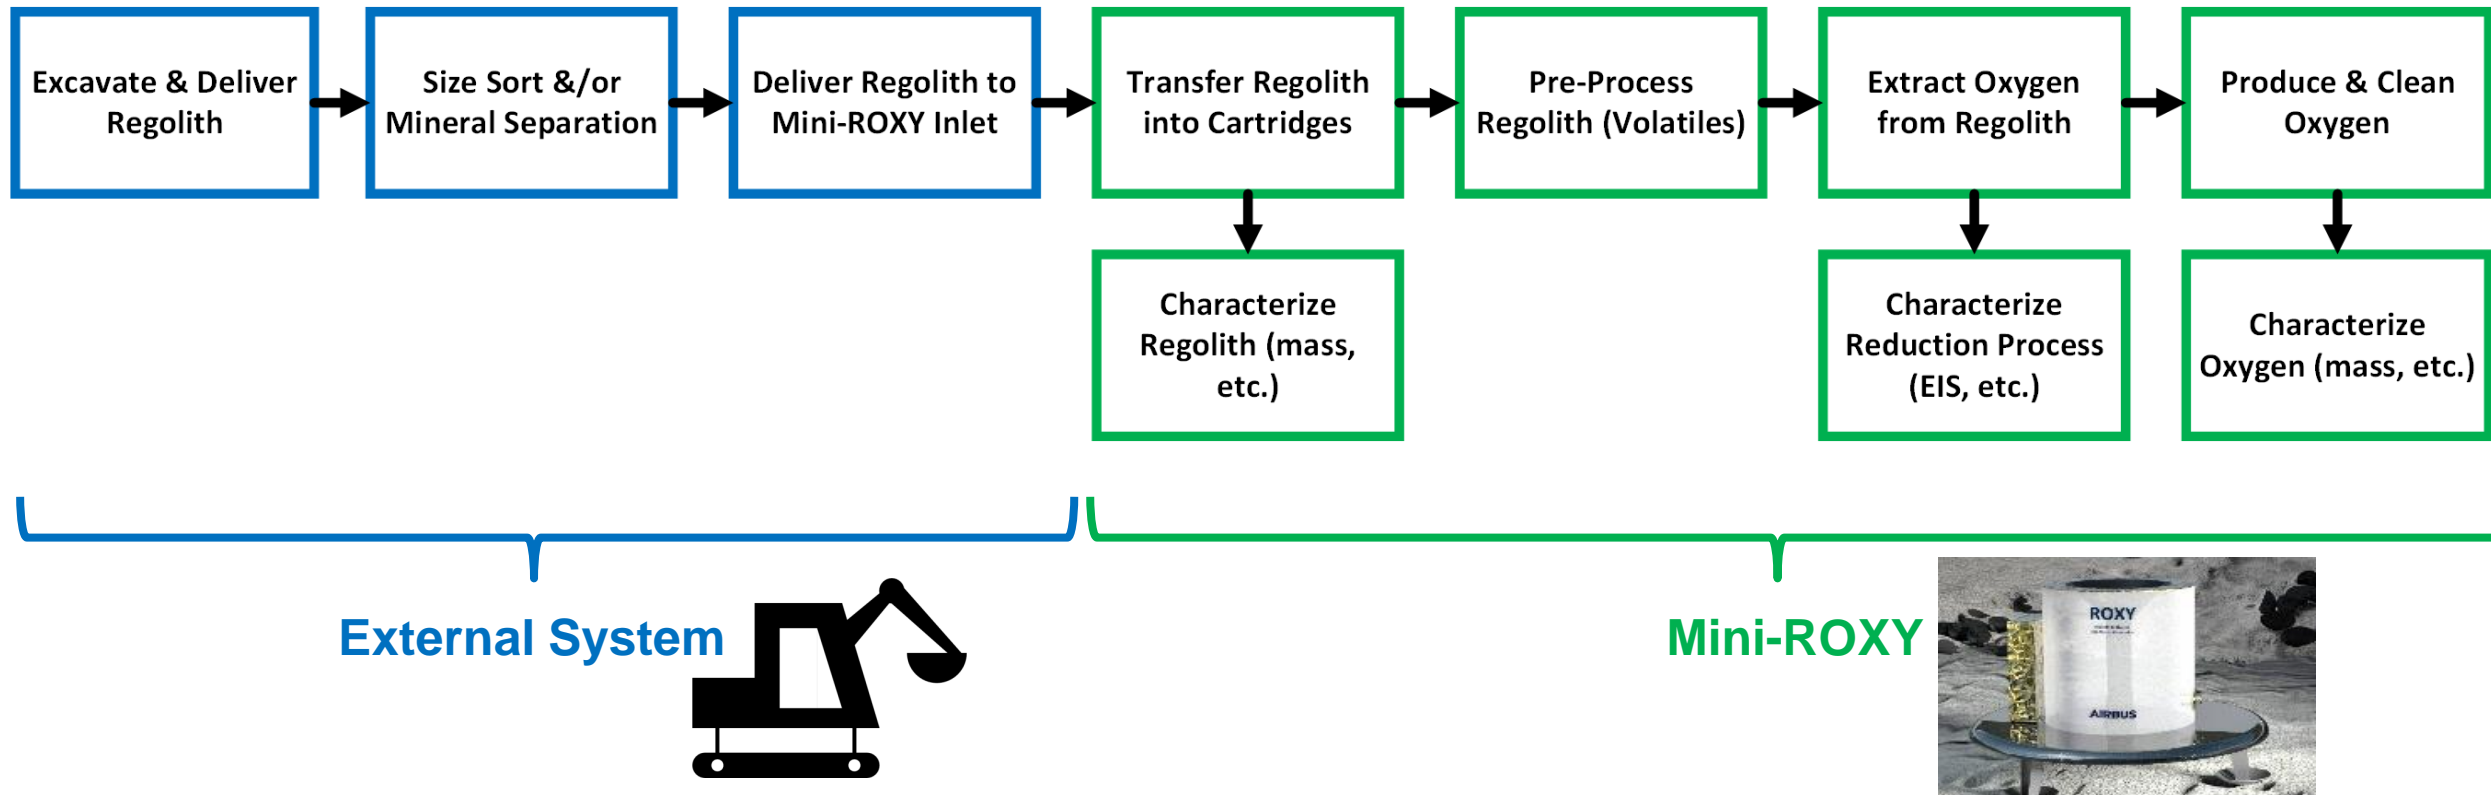 Excavate & Deliver
Regolith
Size Sort &/or
Mineral Separation
Deliver Regolith to
Mini-ROXY Inlet
Transfer Regolith
into Cartridges
Pre-Process
Regolith (Volatiles)
Extract Oxygen
from Regolith
Produce & Clean
Oxygen
Characterize
Regolith (mass,
etc.)
Characterize
Reduction Process
(EIS, etc.)
Characterize
Oxygen (mass, etc.)
External System
Mini-ROXY
ROXY
AIRBUS